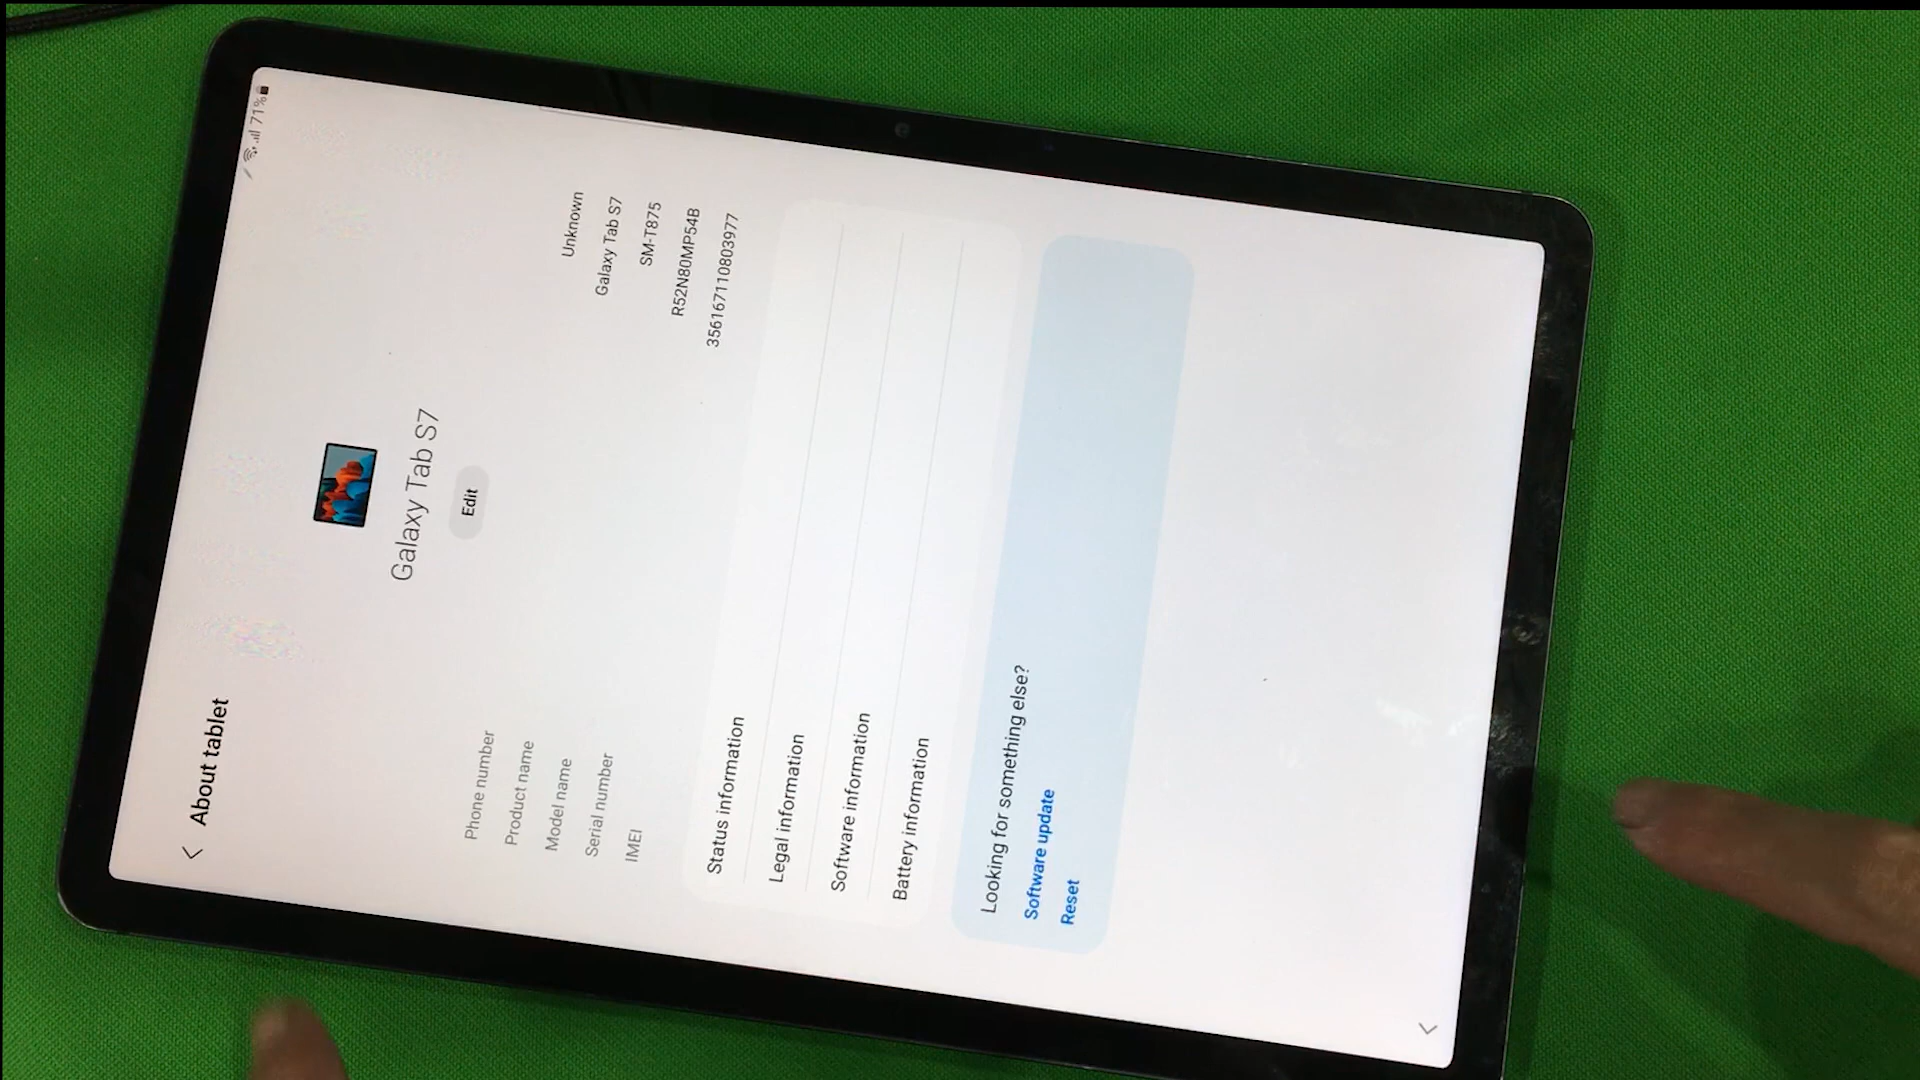 71%
About tablet
Galaxy Tab S7
Edit
Phone number Unknown
Product name Galaxy Tab S7
Model name SM-T875
Serial number R52N80MP54B
IMEI 356167110803977
Status information
Legal information
Software information
Battery information
Looking for something else?
Software update
Reset